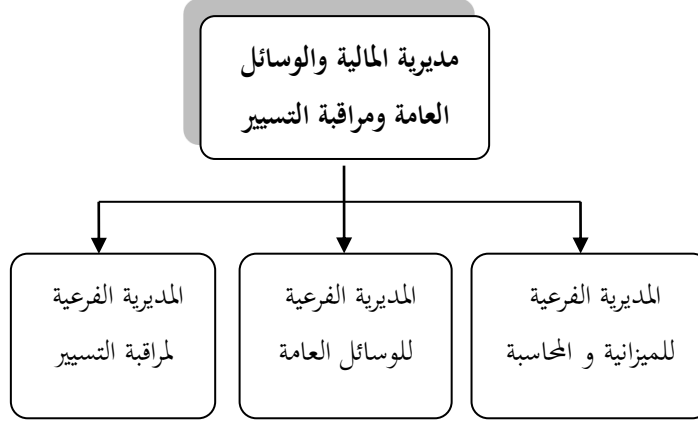 مديرية المالية والوسائل
العامة ومراقبة التسيير
المديرية الفرعية
للميزانية و المحاسبة
المديرية الفرعية
للوسائل العامة
المديرية الفرعية
لمراقبة التسيير